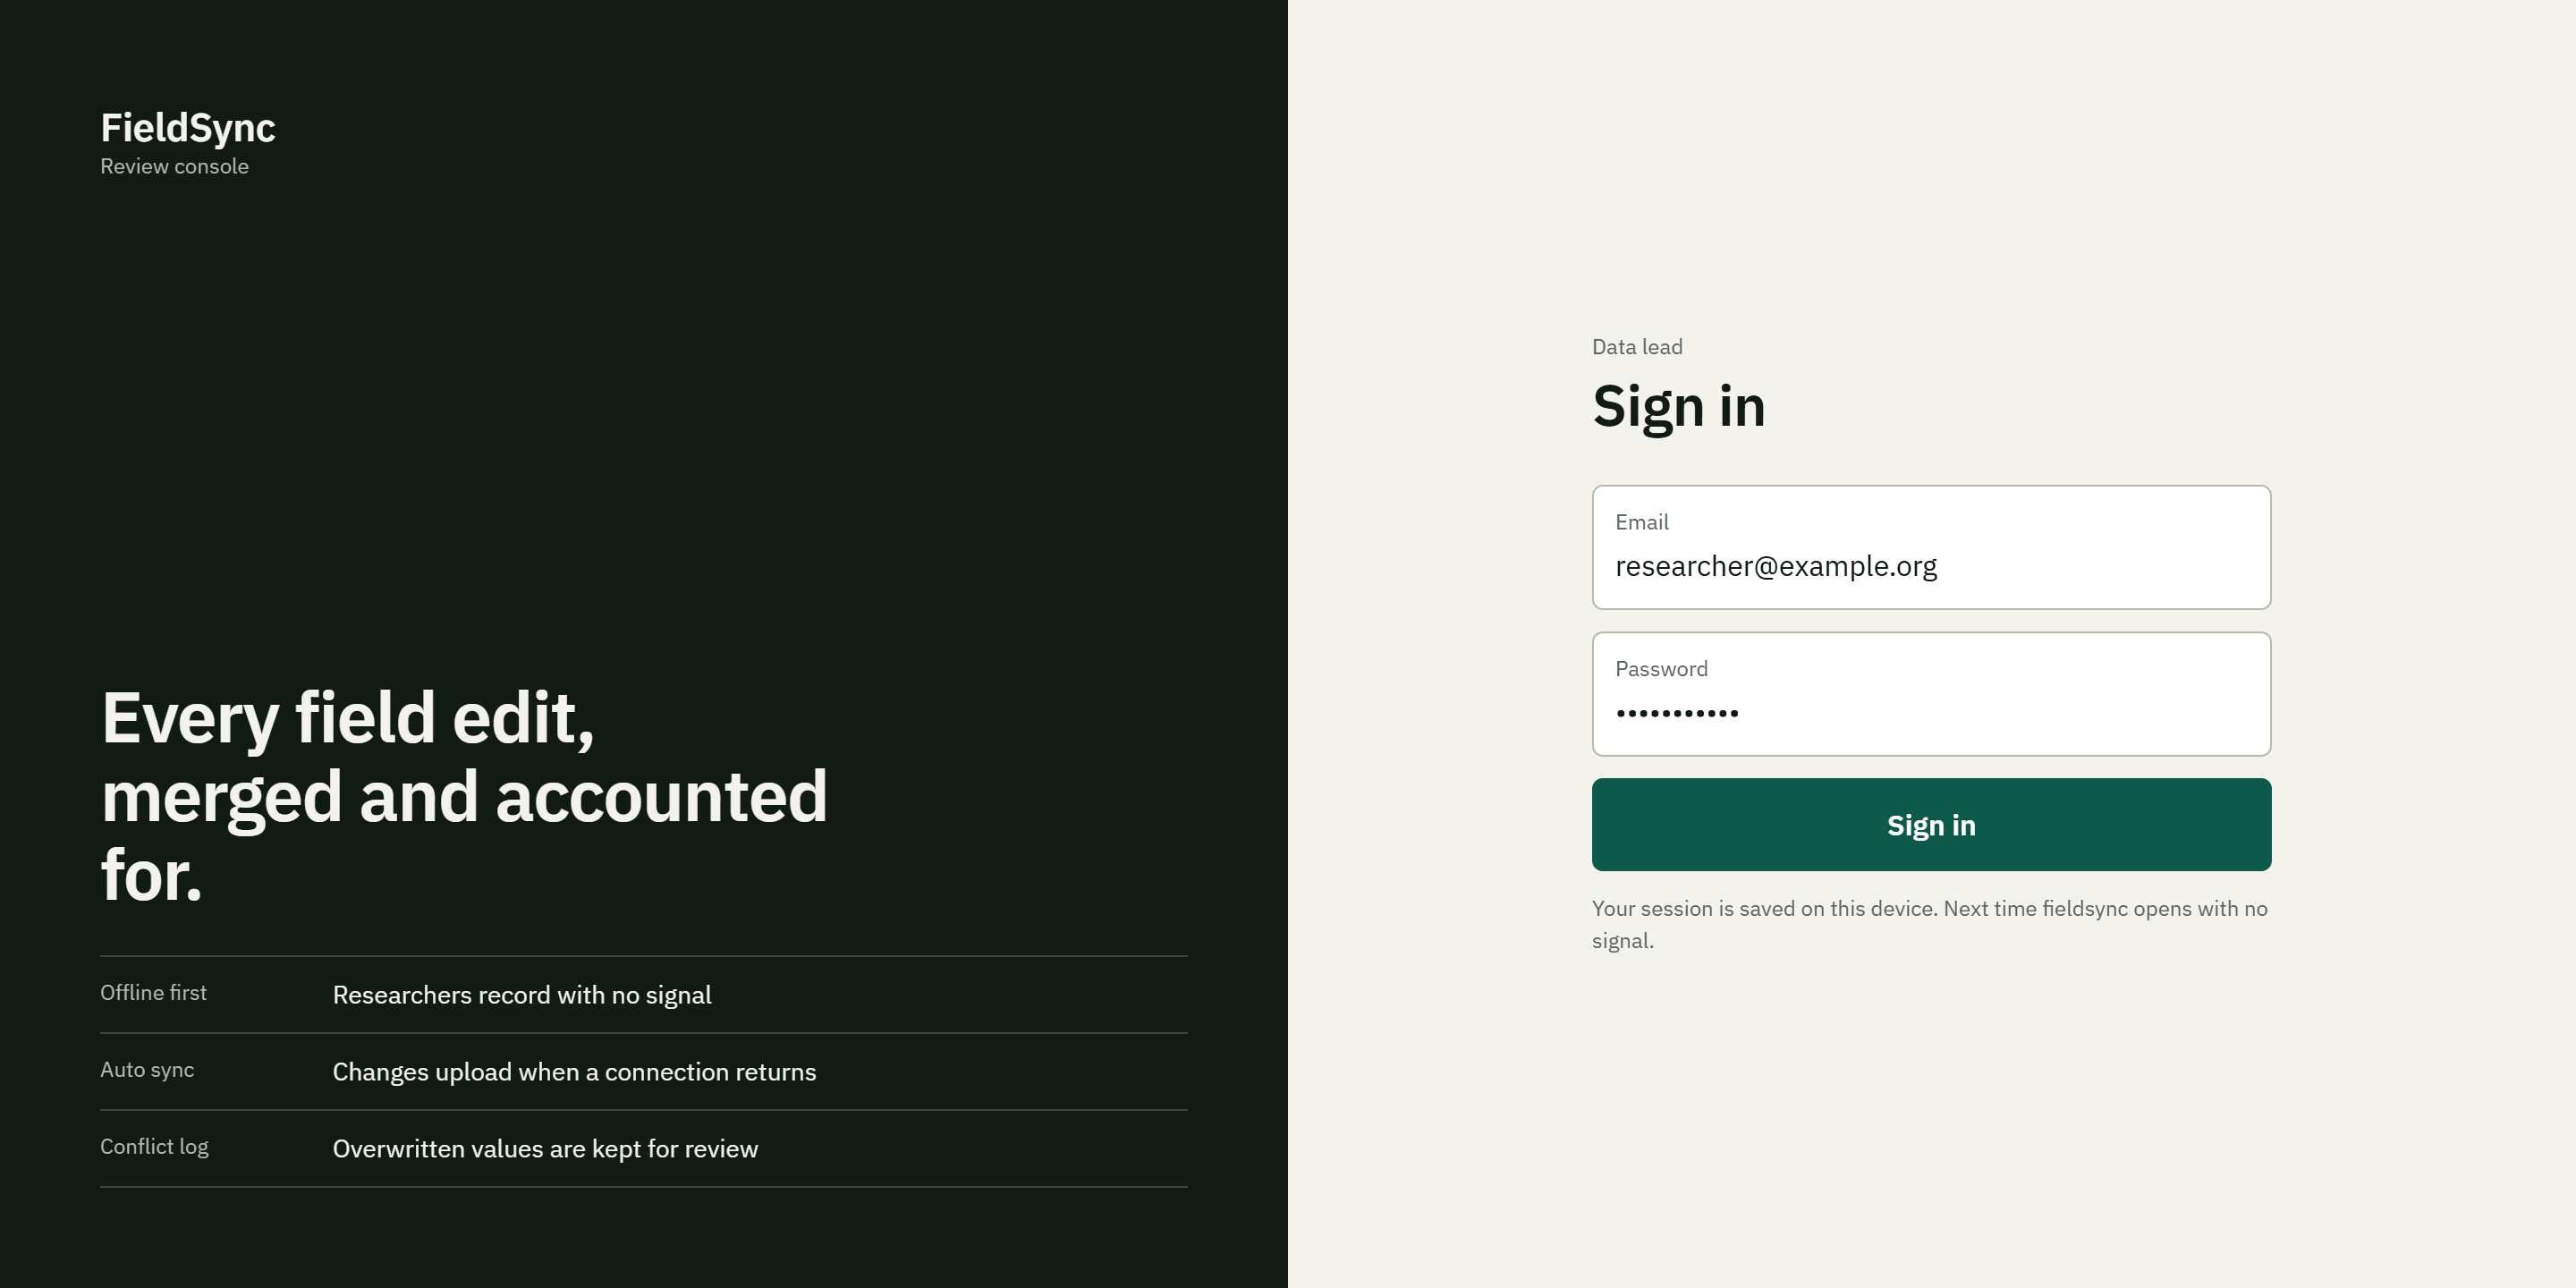 FieldSync
Review console
Every field edit,
merged and accounted
for.
Offline first
Researchers record with no signal
Auto sync
Changes upload when a connection returns
Conflict log
Overwritten values are kept for review
Data lead
Sign in
Email
researcher@example.org
Password
•••••••••••
Sign in
Your session is saved on this device. Next time fieldsync opens with no
signal.